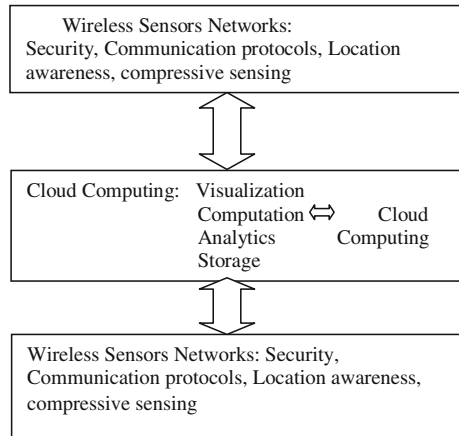 Wireless Sensors Networks:
Security, Communication protocols, Location
awareness, compressive sensing
Cloud Computing: Visualization
Computation ⇔ Cloud
Analytics Computing
Storage
Wireless Sensors Networks: Security,
Communication protocols, Location awareness,
compressive sensing